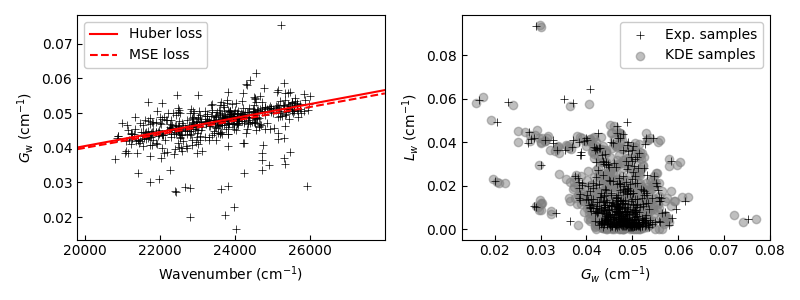 Huber loss
MSE loss
0.07
0.06
0.05
0.04
0.03
0.02
G_w (cm⁻¹)
20000 22000 24000 26000
Wavenumber (cm⁻¹)
Exp. samples
KDE samples
0.08
0.06
0.04
0.02
0.00
L_w (cm⁻¹)
0.02 0.03 0.04 0.05 0.06 0.07 0.08
G_w (cm⁻¹)